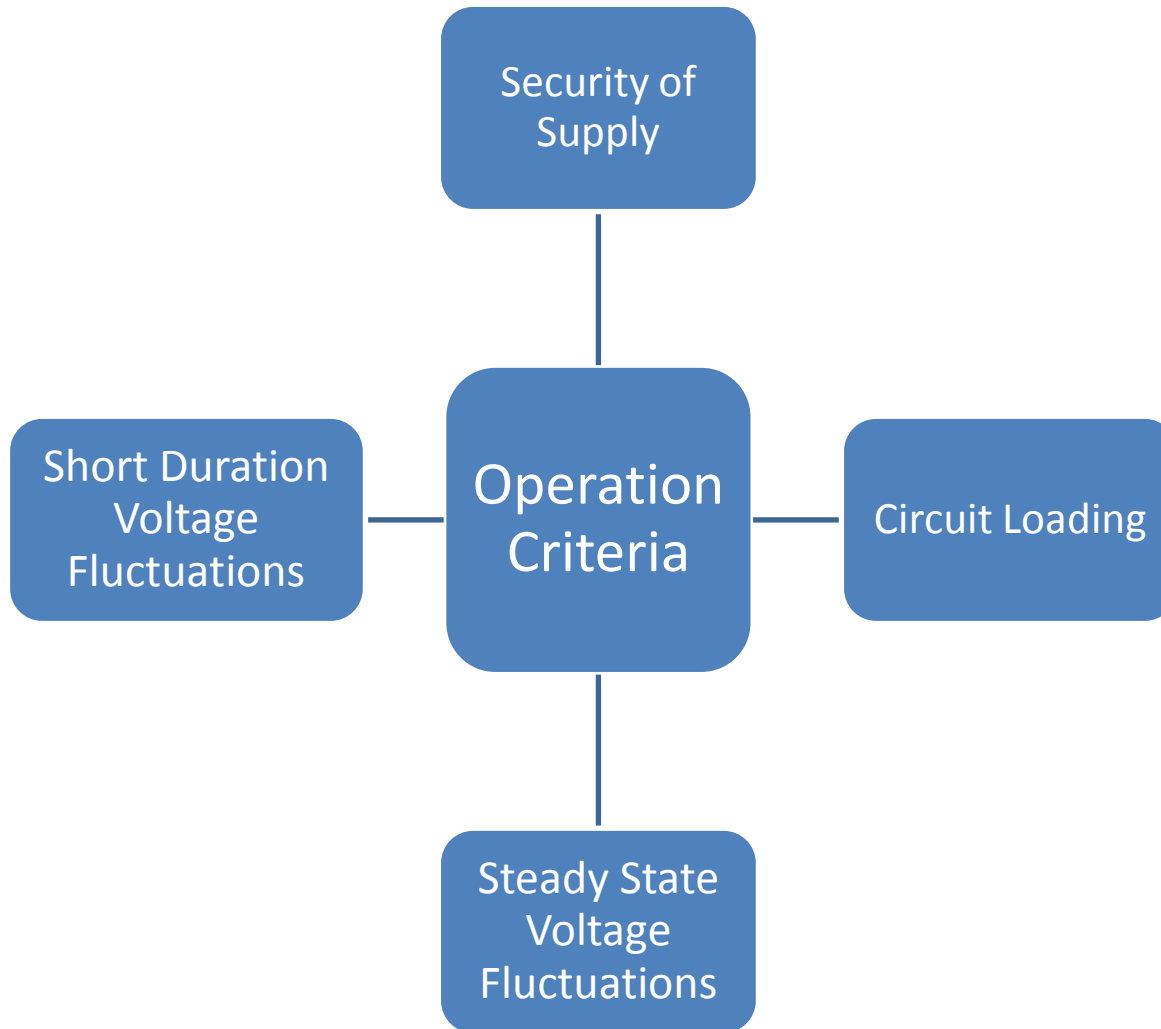 Security of
Supply
Short Duration
Voltage
Fluctuations
Operation
Criteria
Circuit Loading
Steady State
Voltage
Fluctuations